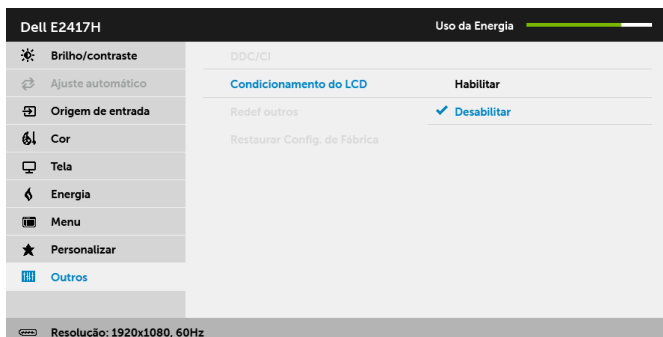 Dell E2417H
Uso da Energia
Brilho/contraste
DDC/CI
Ajuste automático
Condicionamento do LCD
Habilitar
Origem de entrada
Redef outros
Desabilitar
Cor
Restaurar Config. de Fábrica
Tela
Energia
Menu
Personalizar
Outros
Resolução: 1920x1080, 60Hz